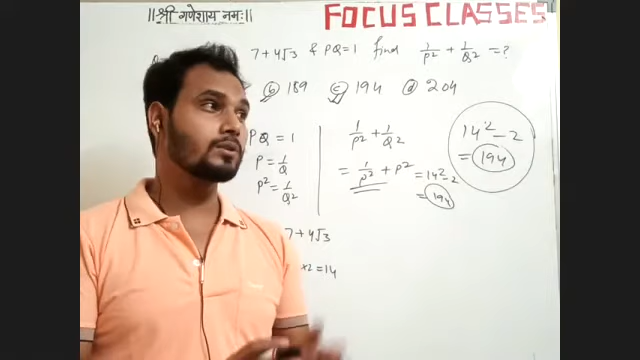 ||श्री गणेशाय नमः||
FOCUS CLASSES
7+4√3 & PQ=1 find 1/P² + 1/Q² =?
ⓑ 189 ⓒ 194 ⓓ 204
PQ = 1
P = 1/Q
P² = 1/Q²
7+4√3
×2 = 14
1/P² + 1/Q²
= 1/P² + P² = 14²-2
= 194
14² - 2
= 194